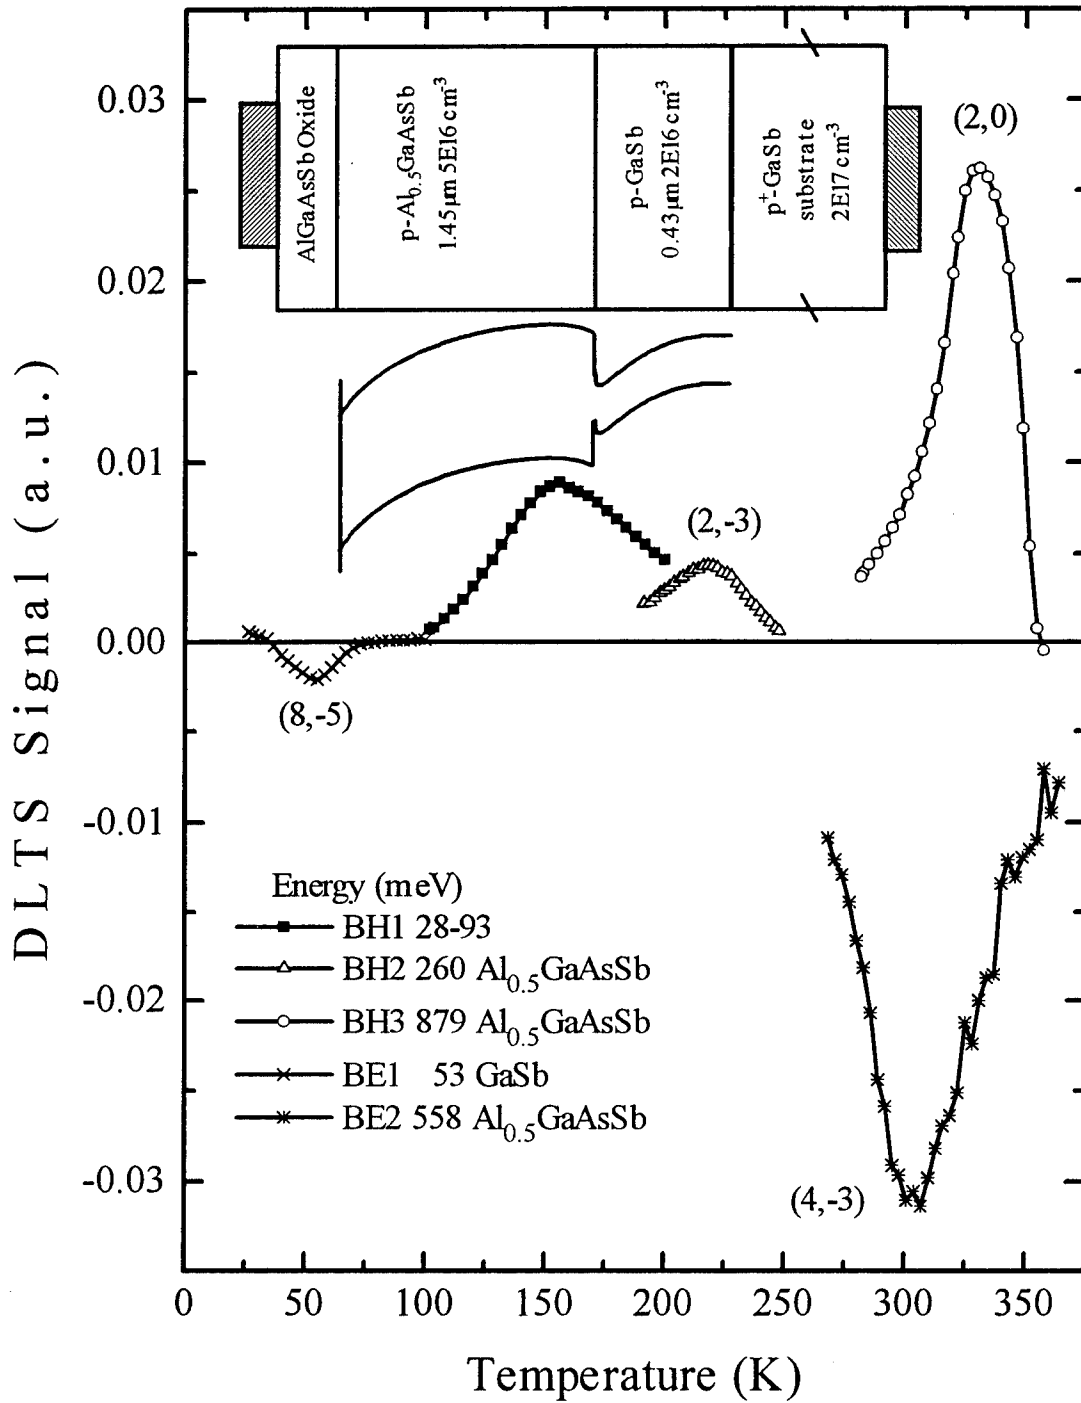 DLTS Signal (a.u.)
0.03
0.02
0.01
0.00
-0.01
-0.02
-0.03
AlGaAsSb Oxide
p-Al0.5GaAsSb
1.45μm 5E16 cm-3
p-GaSb
0.43μm 2E16 cm-3
p+-GaSb
substrate
2E17 cm-3
(2,0)
(2,-3)
(8,-5)
(4,-3)
Energy (meV)
BH1 28-93
BH2 260 Al0.5GaAsSb
BH3 879 Al0.5GaAsSb
BE1 53 GaSb
BE2 558 Al0.5GaAsSb
0 50 100 150 200 250 300 350
Temperature (K)